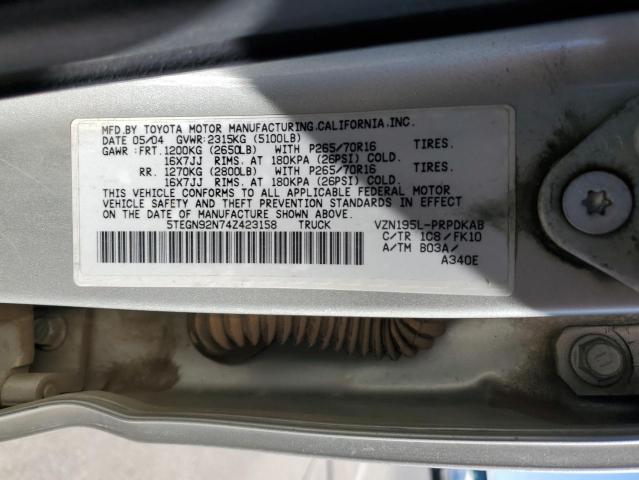 MFD.BY TOYOTA MOTOR MANUFACTURING,CALIFORNIA,INC.
DATE 05/04 GVWR:2315KG (5100LB)
GAWR :FRT.1200KG (2650LB) WITH P265/70R16 TIRES.
16X7JJ RIMS. AT 180KPA (26PSI) COLD.
RR. 1270KG (2800LB) WITH P265/70R16 TIRES.
16X7JJ RIMS. AT 180KPA (26PSI) COLD.
THIS VEHICLE CONFORMS TO ALL APPLICABLE FEDERAL MOTOR
VEHICLE SAFETY, BUMPER, AND THEFT PREVENTION STANDARDS
IN EFFECT ON THE DATE OF MANUFACTURE SHOWN ABOVE.
5TEGN92N74Z423158 TRUCK VZN195L-PRPDKAB
C/TR 1C8 /FK10
A/TM B03A/
A340E